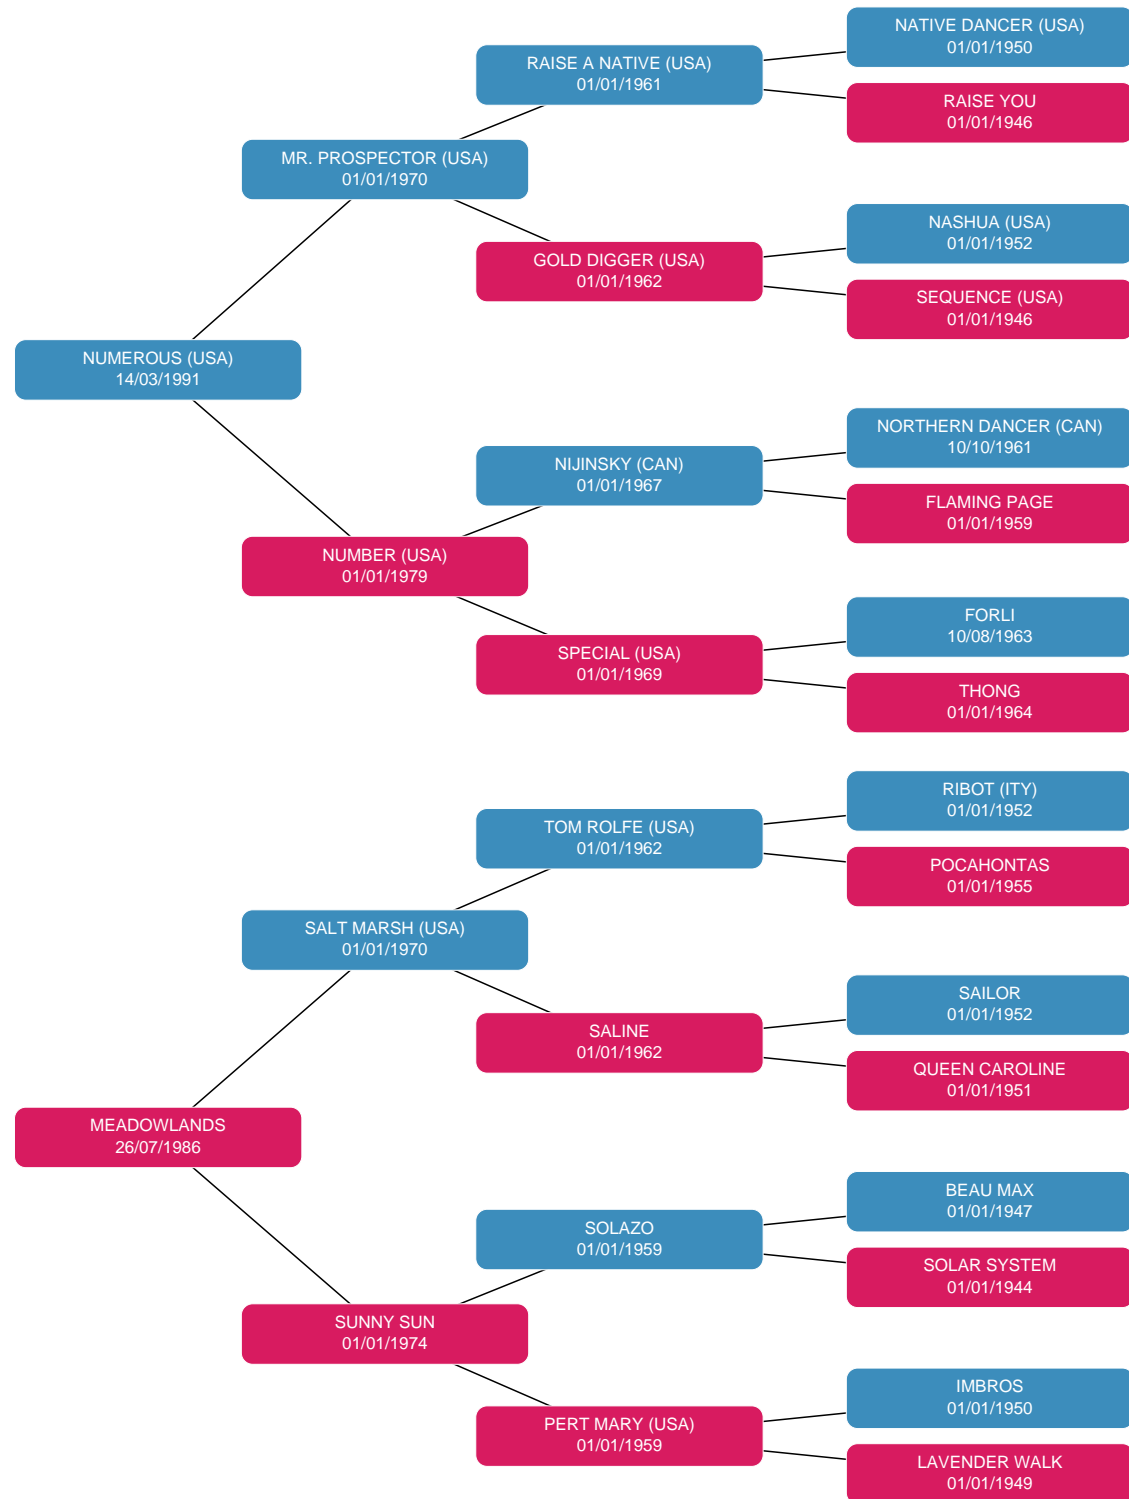 NATIVE DANCER (USA)
01/01/1950
RAISE A NATIVE (USA)
01/01/1961
RAISE YOU
01/01/1946
MR. PROSPECTOR (USA)
01/01/1970
NASHUA (USA)
01/01/1952
GOLD DIGGER (USA)
01/01/1962
SEQUENCE (USA)
01/01/1946
NUMEROUS (USA)
14/03/1991
NORTHERN DANCER (CAN)
10/10/1961
NIJINSKY (CAN)
01/01/1967
FLAMING PAGE
01/01/1959
NUMBER (USA)
01/01/1979
FORLI
10/08/1963
SPECIAL (USA)
01/01/1969
THONG
01/01/1964
RIBOT (ITY)
01/01/1952
TOM ROLFE (USA)
01/01/1962
POCAHONTAS
01/01/1955
SALT MARSH (USA)
01/01/1970
SAILOR
01/01/1952
SALINE
01/01/1962
QUEEN CAROLINE
01/01/1951
MEADOWLANDS
26/07/1986
BEAU MAX
01/01/1947
SOLAZO
01/01/1959
SOLAR SYSTEM
01/01/1944
SUNNY SUN
01/01/1974
IMBROS
01/01/1950
PERT MARY (USA)
01/01/1959
LAVENDER WALK
01/01/1949